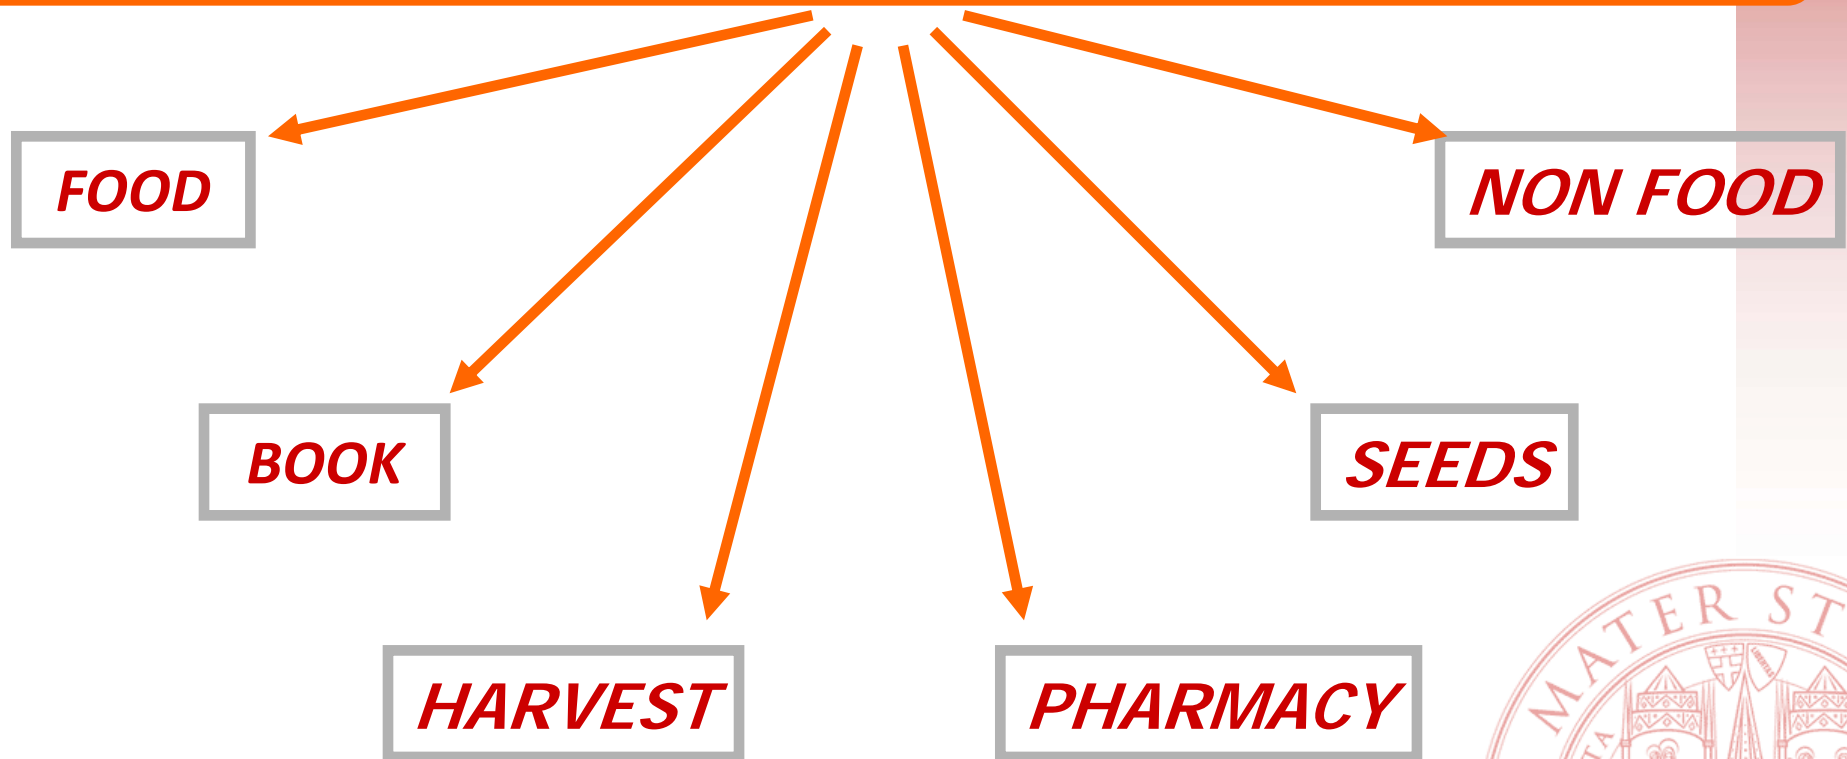 FOOD
NON FOOD
BOOK
SEEDS
HARVEST
PHARMACY
MATER ST